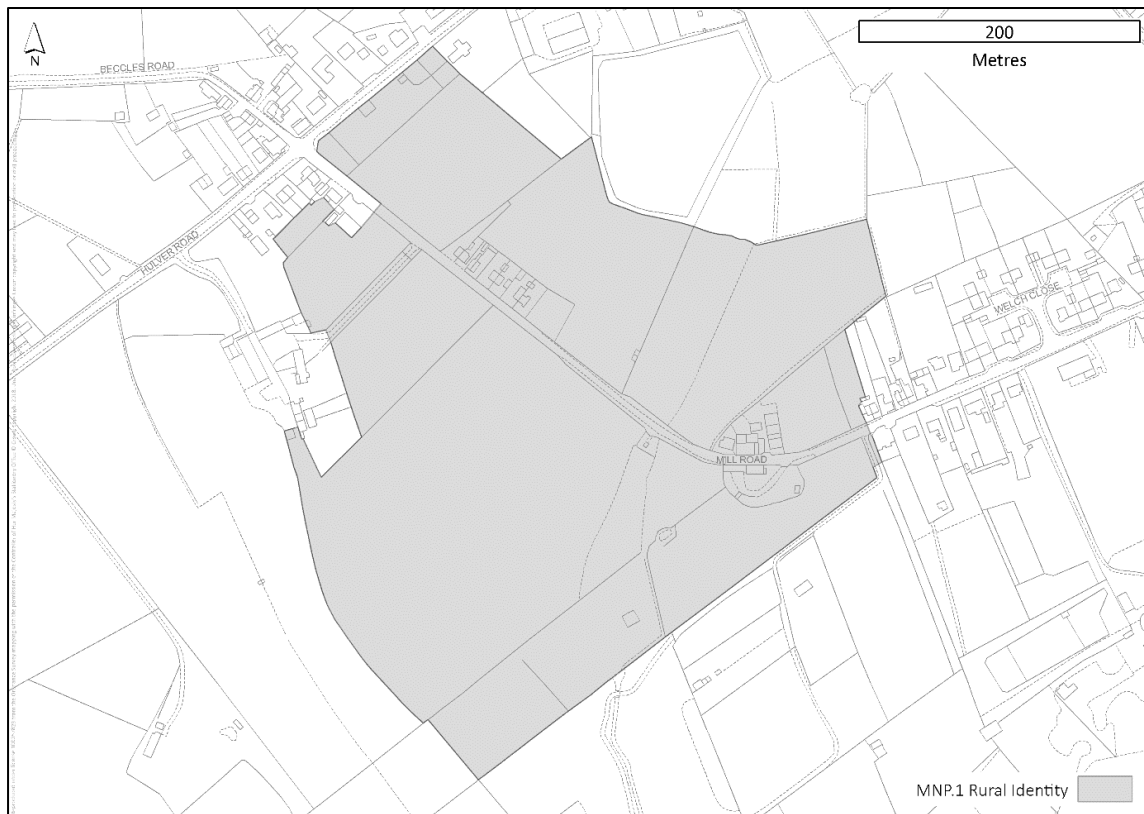 N
BECCLES ROAD
200
Metres
HULVER ROAD
WELCH CLOSE
MILL ROAD
MNP.1 Rural Identity